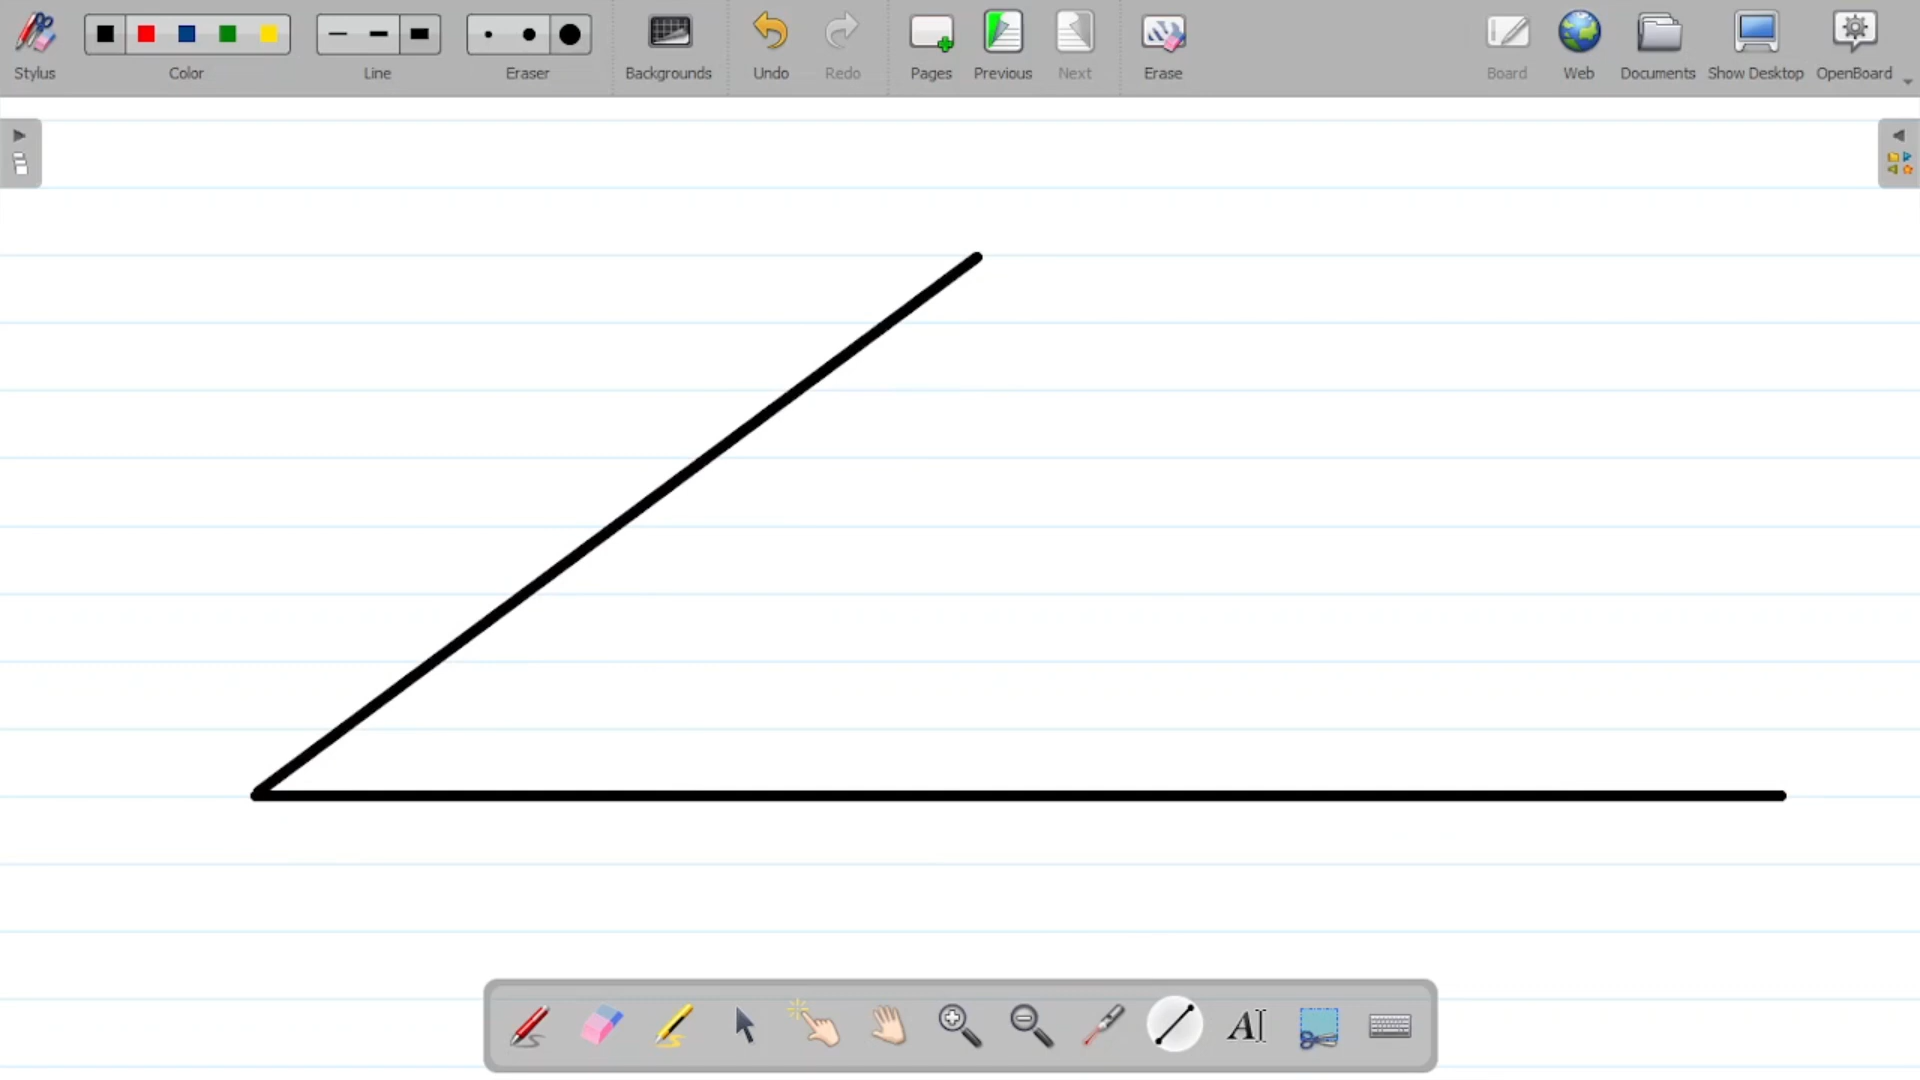 Stylus
Color
Line
Eraser
Backgrounds
Undo
Redo
Pages
Previous
Next
Erase
Board
Web
Documents
Show Desktop
OpenBoard
A